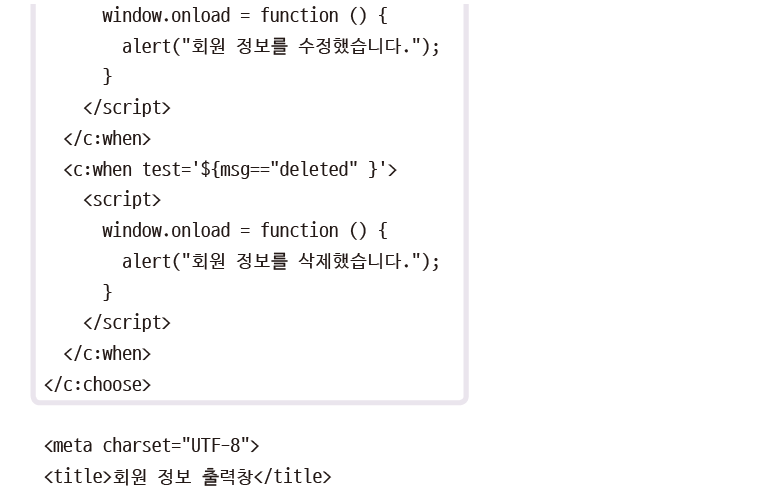 window.onload = function () {
alert("회원 정보를 수정했습니다.");
}
</script>
</c:when>
<c:when test='${msg=="deleted" }'>
<script>
window.onload = function () {
alert("회원 정보를 삭제했습니다.");
}
</script>
</c:when>
</c:choose>
<meta charset="UTF-8">
<title>회원 정보 출력창</title>